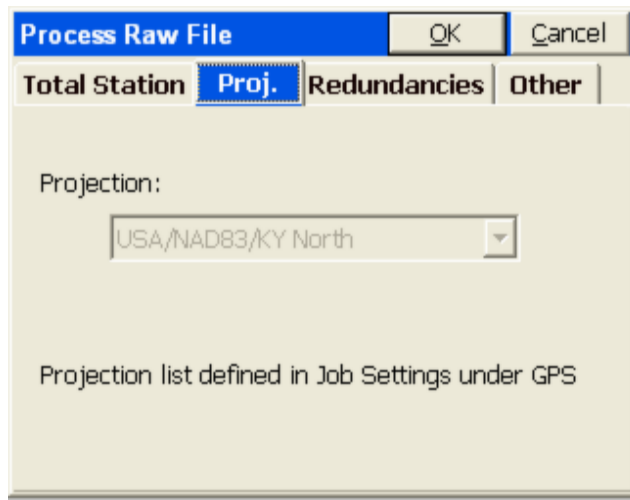 Process Raw File OK Cancel
Total Station Proj. Redundancies Other
Projection:
USA/NAD83/KY North
Projection list defined in Job Settings under GPS